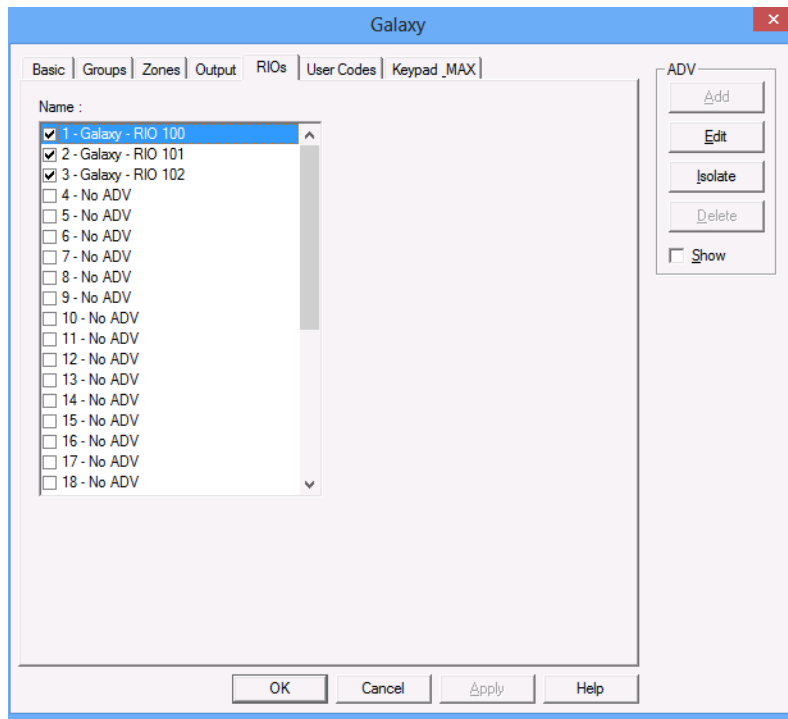 Galaxy
Basic Groups Zones Output RIOs User Codes Keypad_MAX
Name :
1 - Galaxy - RIO 100
2 - Galaxy - RIO 101
3 - Galaxy - RIO 102
4 - No ADV
5 - No ADV
6 - No ADV
7 - No ADV
8 - No ADV
9 - No ADV
10 - No ADV
11 - No ADV
12 - No ADV
13 - No ADV
14 - No ADV
15 - No ADV
16 - No ADV
17 - No ADV
18 - No ADV
ADV
Add
Edit
Isolate
Delete
Show
OK Cancel Apply Help